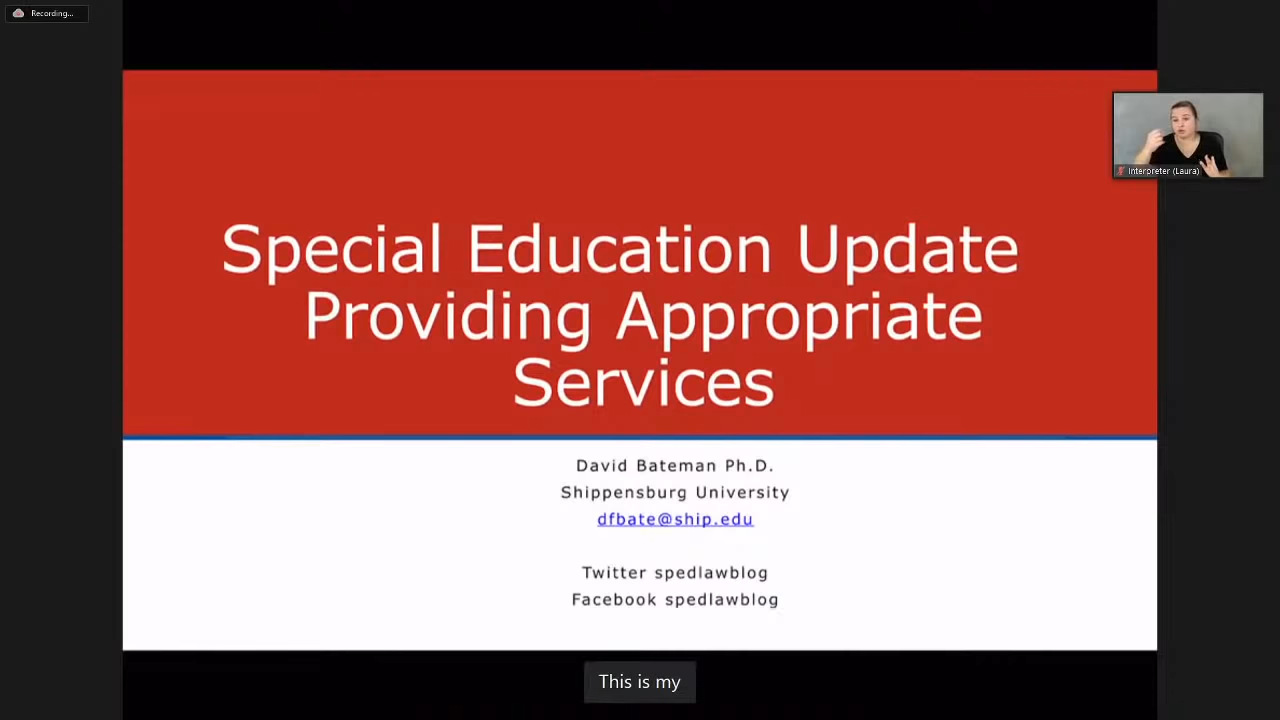 Recording...
Special Education Update
Providing Appropriate
Services
Interpreter (Laura)
David Bateman Ph.D.
Shippensburg University
dfbate@ship.edu
Twitter spedlawblog
Facebook spedlawblog
This is my